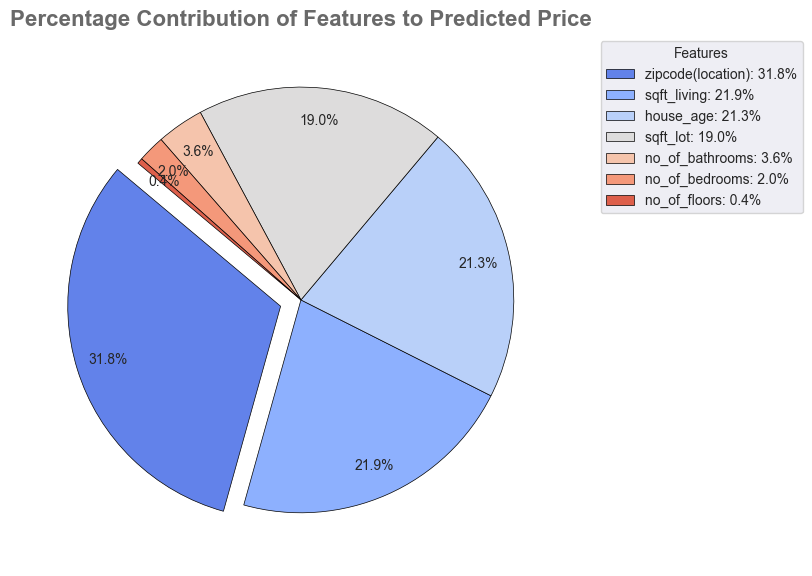 Percentage Contribution of Features to Predicted Price
Features
zipcode(location): 31.8%
sqft_living: 21.9%
house_age: 21.3%
sqft_lot: 19.0%
no_of_bathrooms: 3.6%
no_of_bedrooms: 2.0%
no_of_floors: 0.4%
19.0%
3.6%
2.0%
0.4%
21.3%
31.8%
21.9%